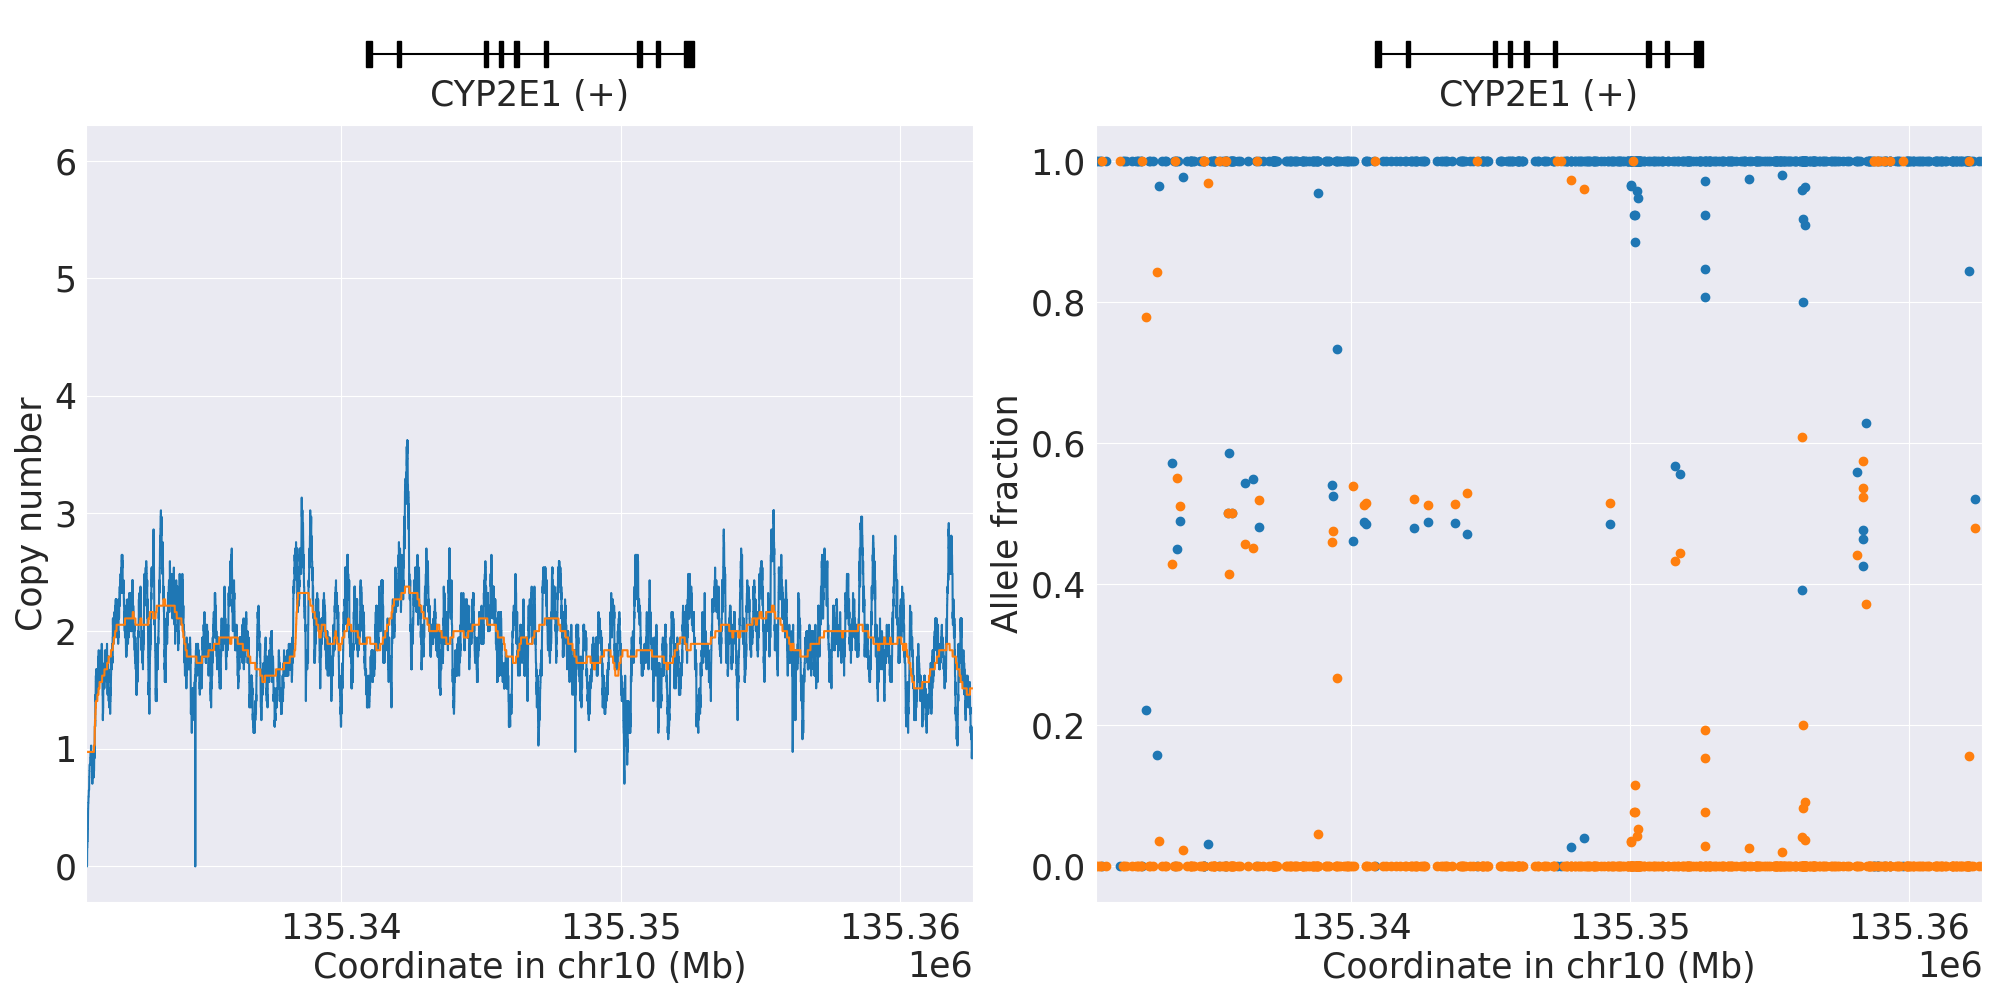 CYP2E1 (+)
CYP2E1 (+)
Copy number
6
5
4
3
2
1
0
135.34
135.35
135.36
Coordinate in chr10 (Mb)
1e6
Allele fraction
1.0
0.8
0.6
0.4
0.2
0.0
135.34
135.35
135.36
Coordinate in chr10 (Mb)
1e6